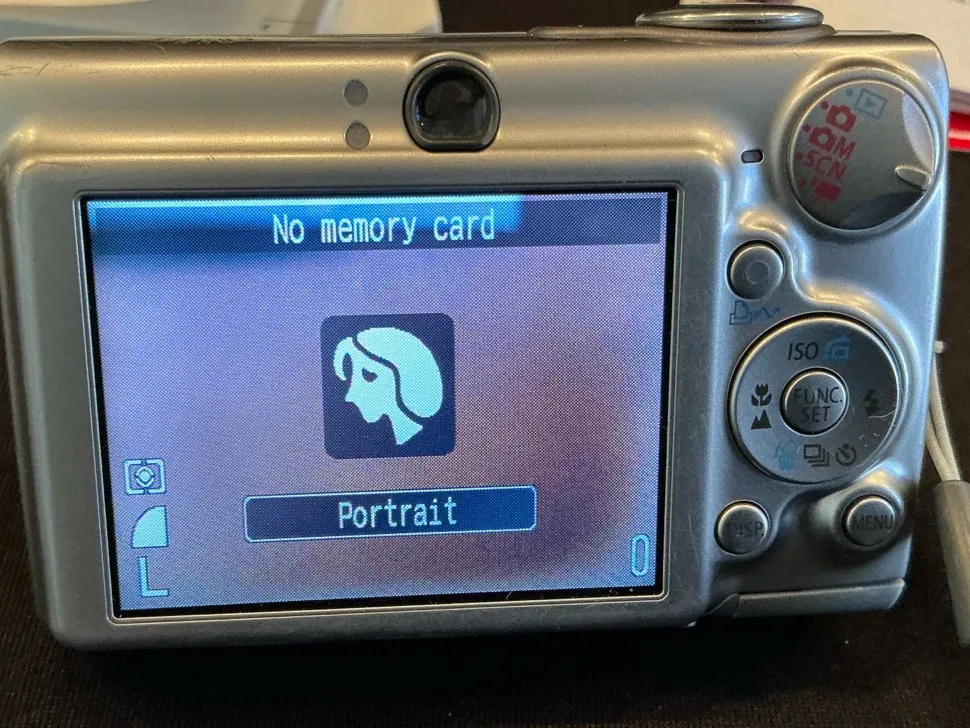 No memory card
Portrait
L
0
M
SCN
ISO
FUNC.
SET
DISP.
MENU